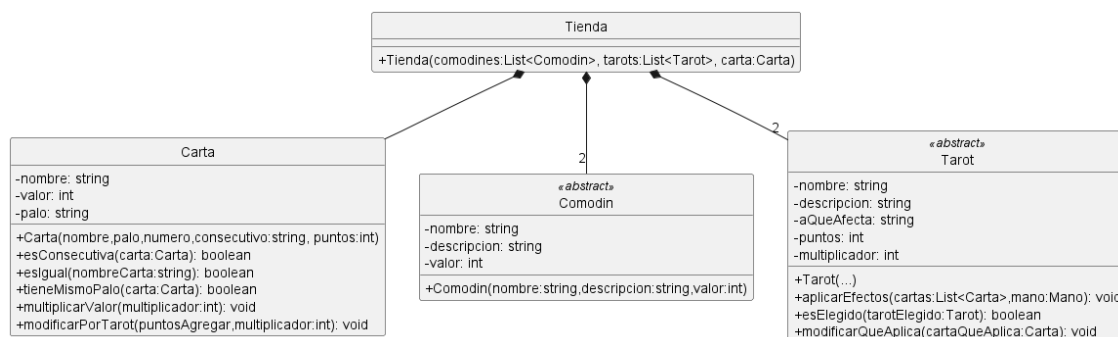 Tienda
+Tienda(comodines:List<Comodin>, tarots:List<Tarot>, carta:Carta)
2
2
Carta
-nombre: string
-valor: int
-palo: string
+Carta(nombre,palo,numero,consecutivo:string, puntos:int)
+esConsecutiva(carta:Carta): boolean
+esIgual(nombreCarta:string): boolean
+tieneMismoPalo(carta:Carta): boolean
+multiplicarValor(multiplicador:int): void
+modificarPorTarot(puntosAgregar,multiplicador:int): void
«abstract»
Comodin
-nombre: string
-descripcion: string
-valor: int
+Comodin(nombre:string,descripcion:string,valor:int)
«abstract»
Tarot
-nombre: string
-descripcion: string
-aQueAfecta: string
-puntos: int
-multiplicador: int
+Tarot(...)
+aplicarEfectos(cartas:List<Carta>,mano:Mano): void
+esElegido(tarotElegido:Tarot): boolean
+modificarQueAplica(cartaQueAplica:Carta): void